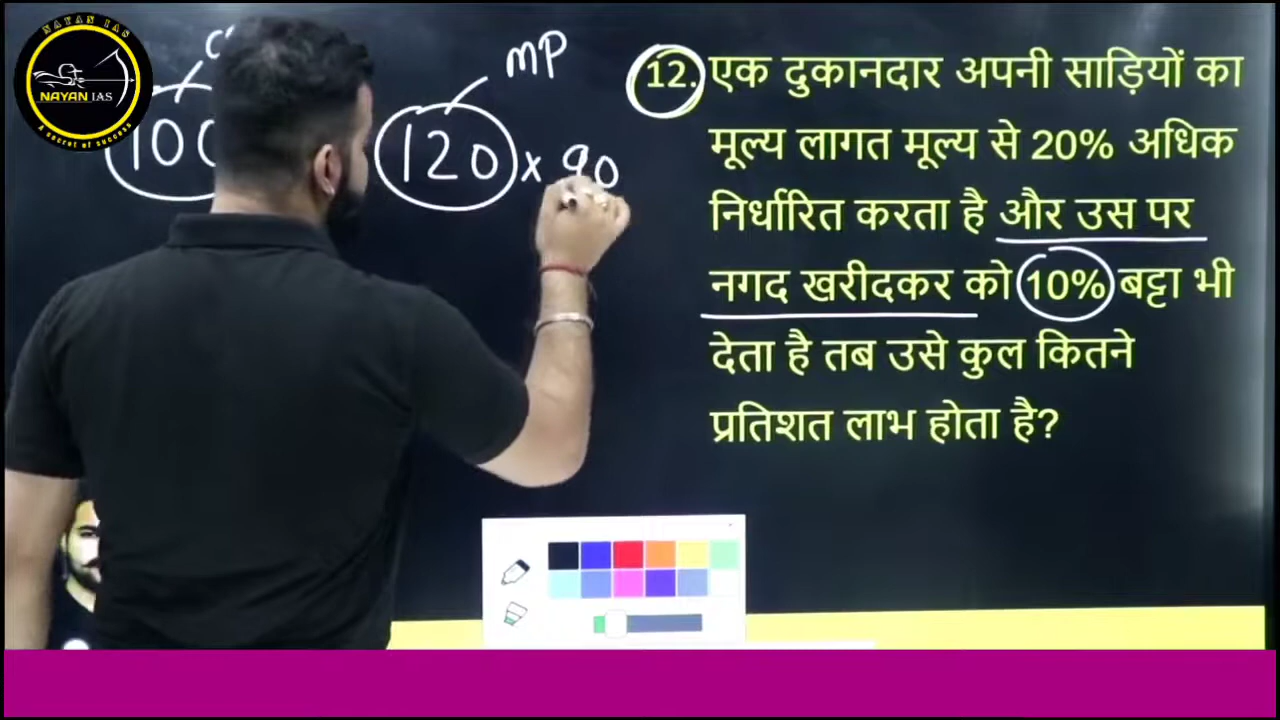 NAYAN IAS
NAYAN IAS
A secret of success
100
MP
120 x 90
12. एक दुकानदार अपनी साड़ियों का
मूल्य लागत मूल्य से 20% अधिक
निर्धारित करता है और उस पर
नगद खरीदकर को 10% बट्टा भी
देता है तब उसे कुल कितने
प्रतिशत लाभ होता है?